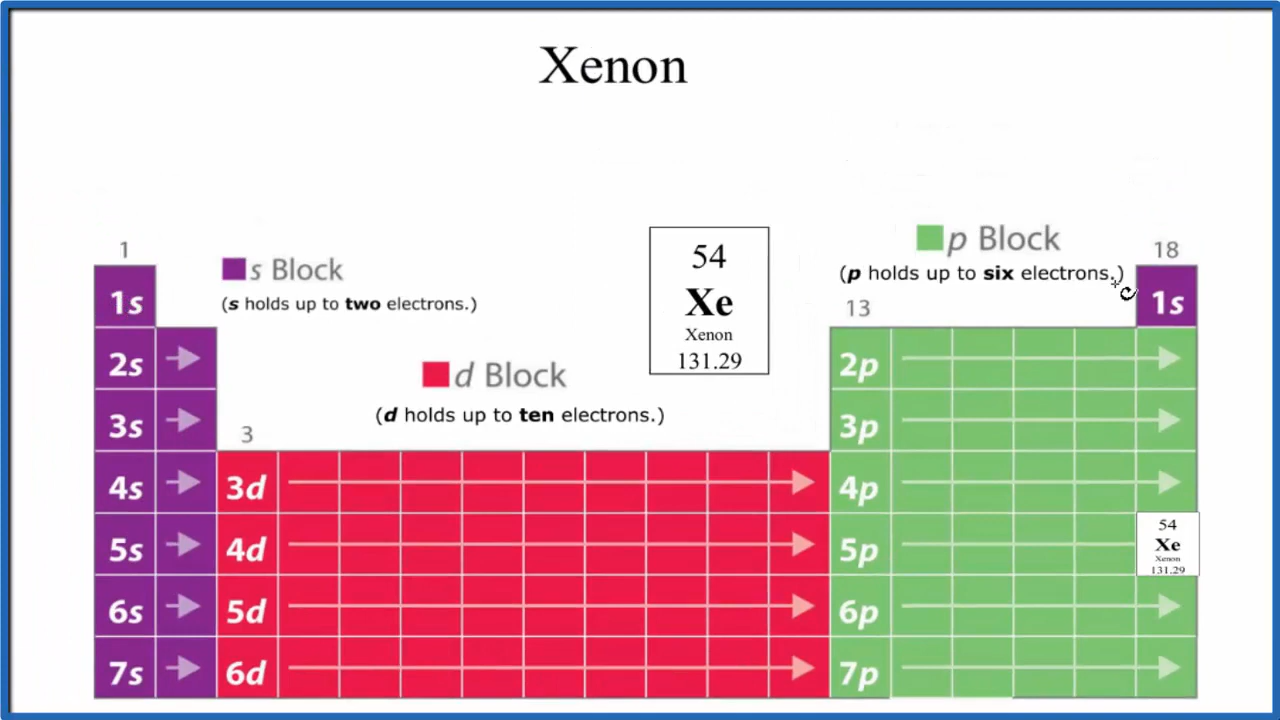 Xenon
1
s Block
(s holds up to two electrons.)
54
Xe
Xenon
131.29
p Block
(p holds up to six electrons.)
18
13
d Block
(d holds up to ten electrons.)
3
1s 1s
2s 2p
3s 3p
4s 3d 4p
5s 4d 5p
54
Xe
Xenon
131.29
6s 5d 6p
7s 6d 7p